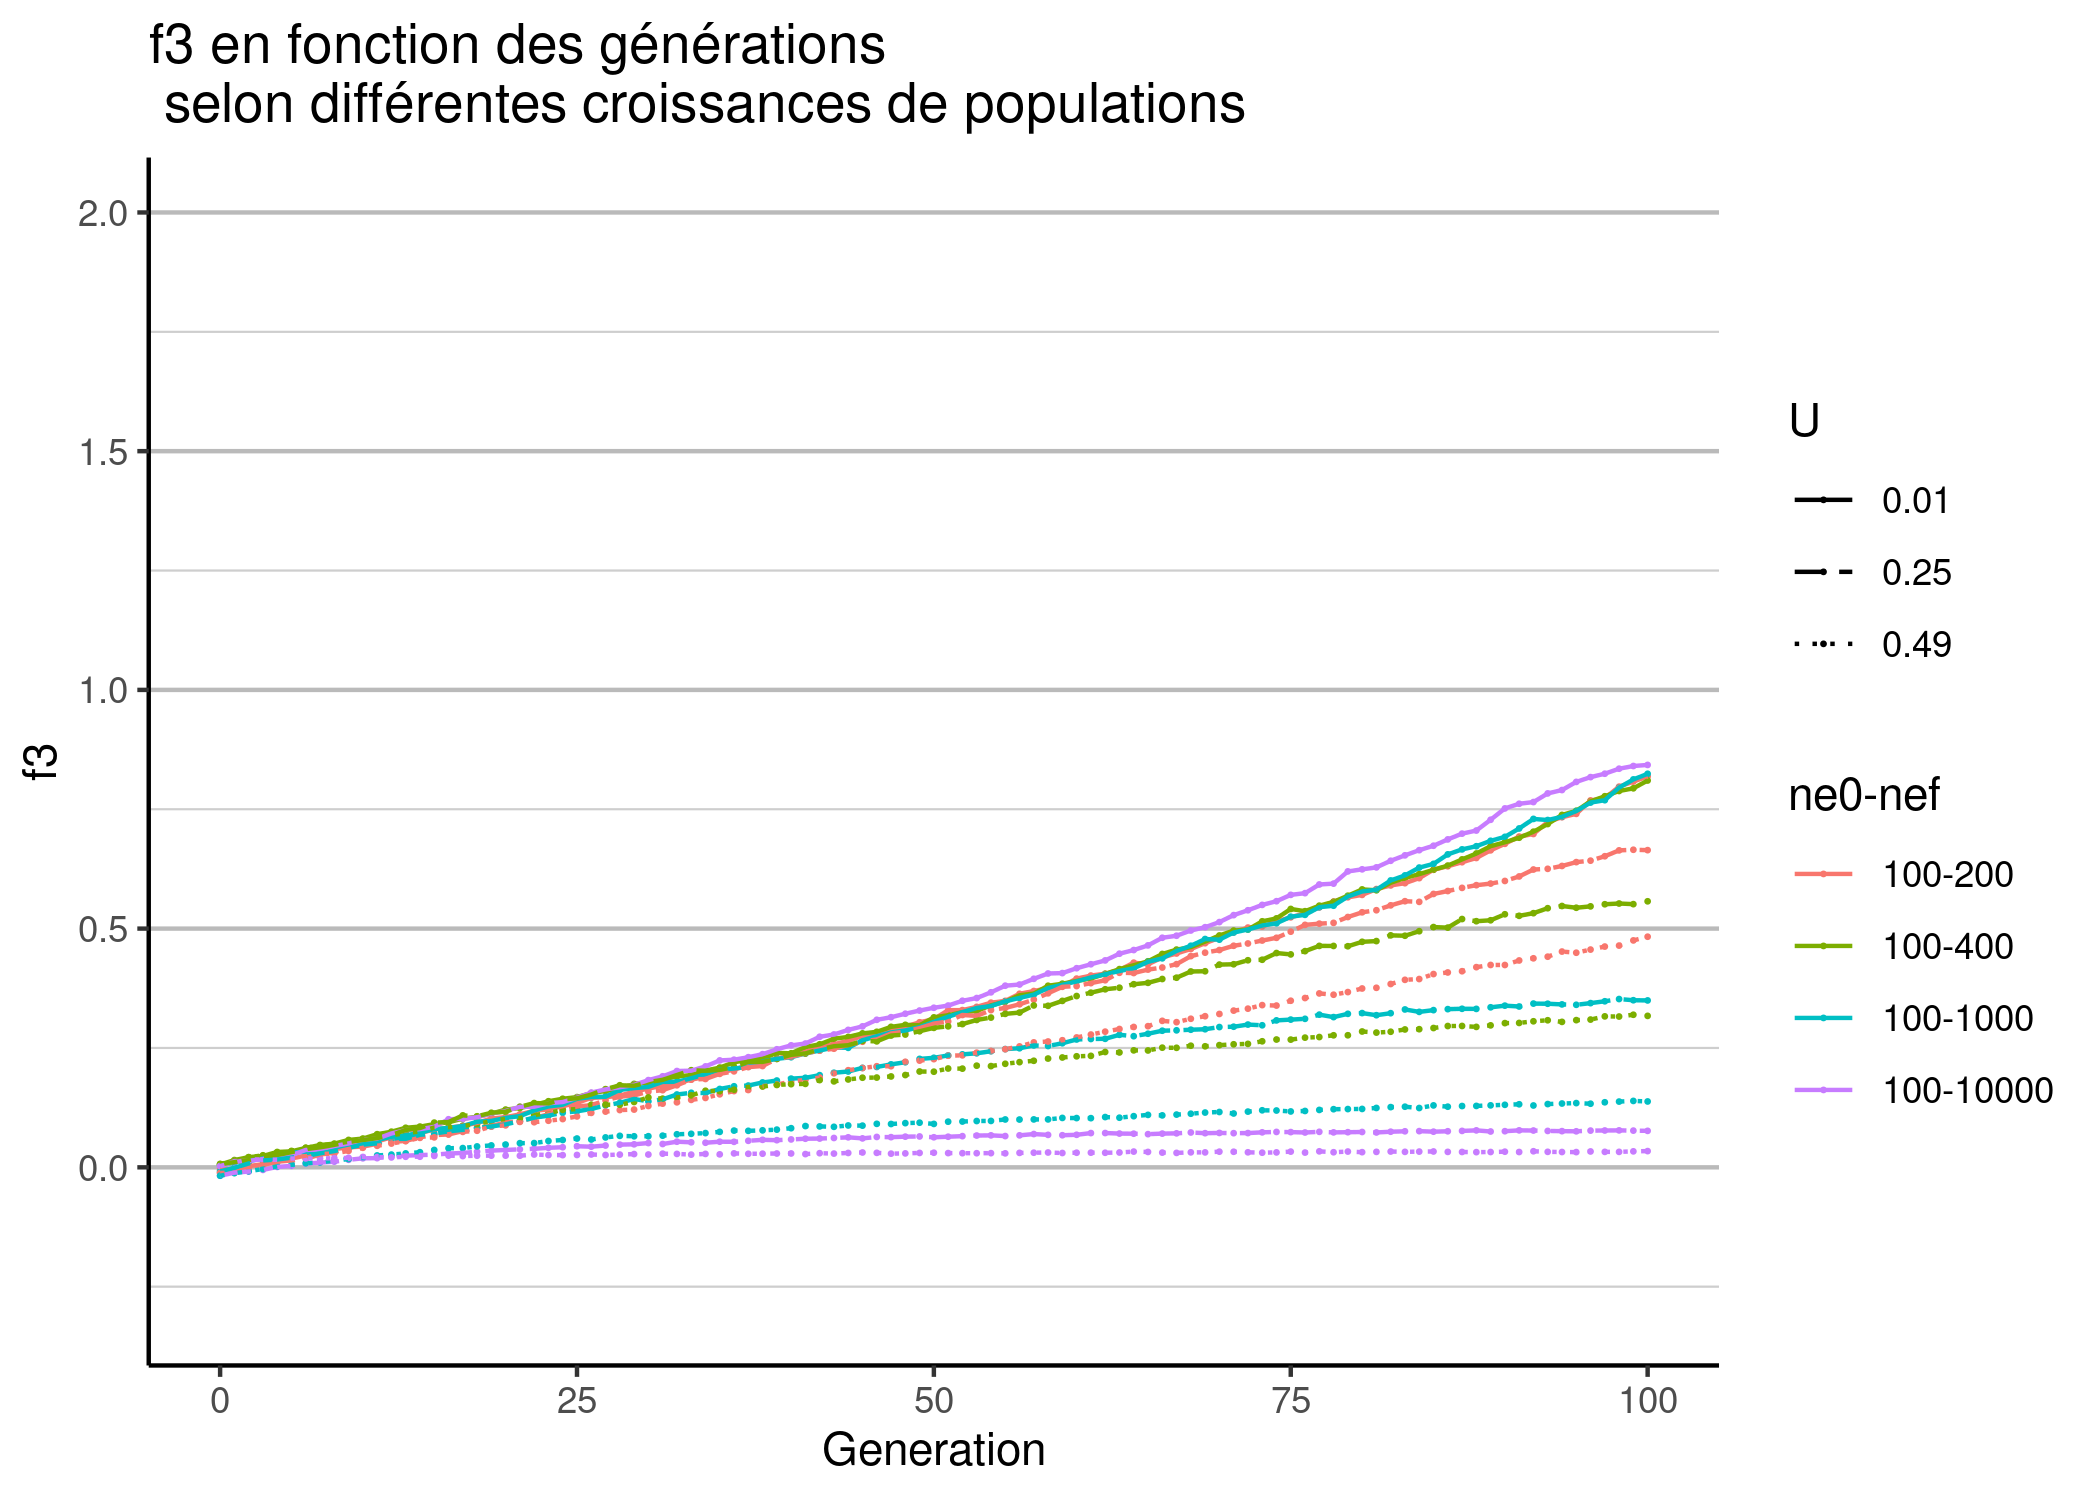 f3 en fonction des générations
selon différentes croissances de populations
2.0
1.5
1.0
0.5
0.0
f3
0
25
50
75
100
Generation
U
0.01
0.25
0.49
ne0-nef
100-200
100-400
100-1000
100-10000